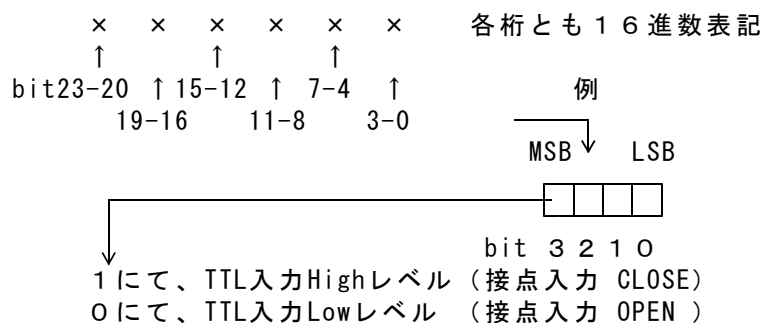 × × × × × × 各桁とも16進数表記
↑ ↑ ↑
bit23-20 ↑ 15-12 ↑ 7-4 ↑ 例
19-16 11-8 3-0
MSB LSB
bit 3 2 1 0
1にて、TTL入力Highレベル (接点入力 CLOSE)
0にて、TTL入力Lowレベル (接点入力 OPEN )